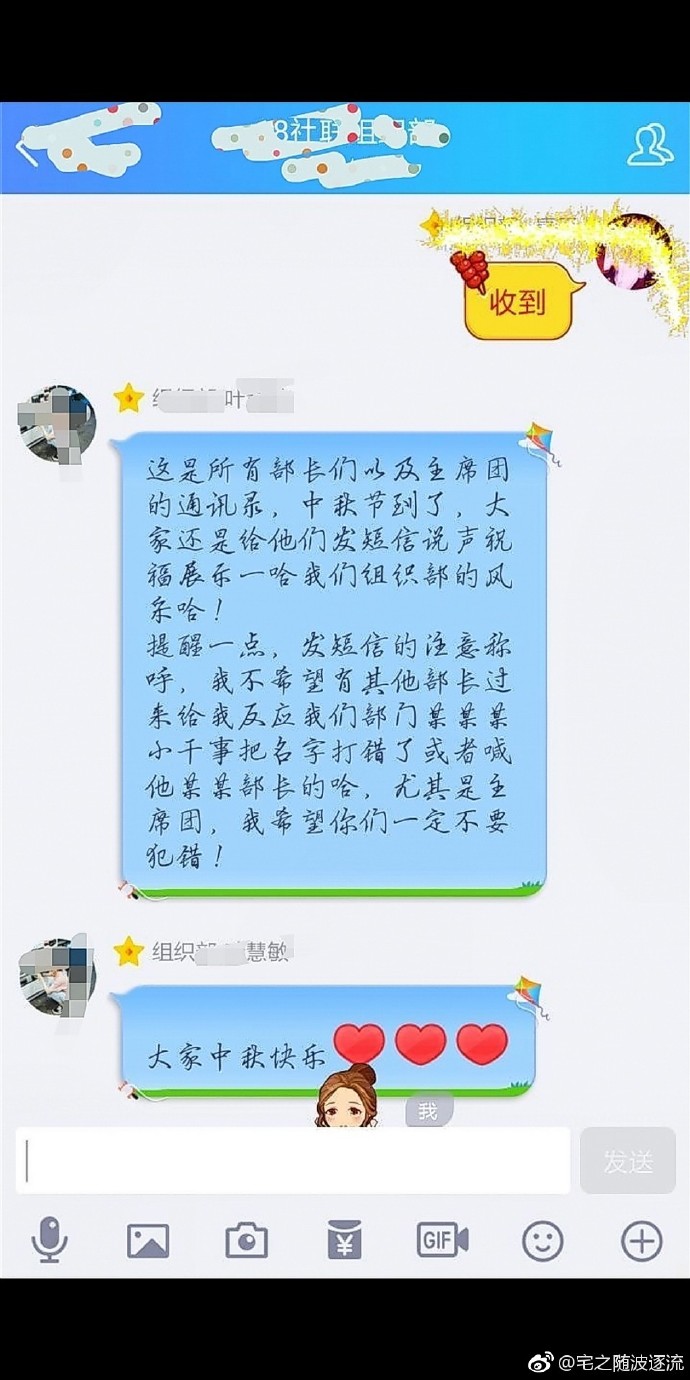 8社联组织部
收到
组织部 叶
这是所有部长们以及主席团
的通讯录，中秋节到了，大
家还是给他们发短信说声祝
福展示一哈我们组织部的风
采哈！
提醒一点，发短信的注意称
呼，我不希望有其他部长过
来给我反应我们部门某某某
小干事把名字打错了或者喊
他某某部长的哈，尤其是主
席团，我希望你们一定不要
犯错！
组织部 慧敏
大家中秋快乐
我
发送
GIF
@宅之随波逐流